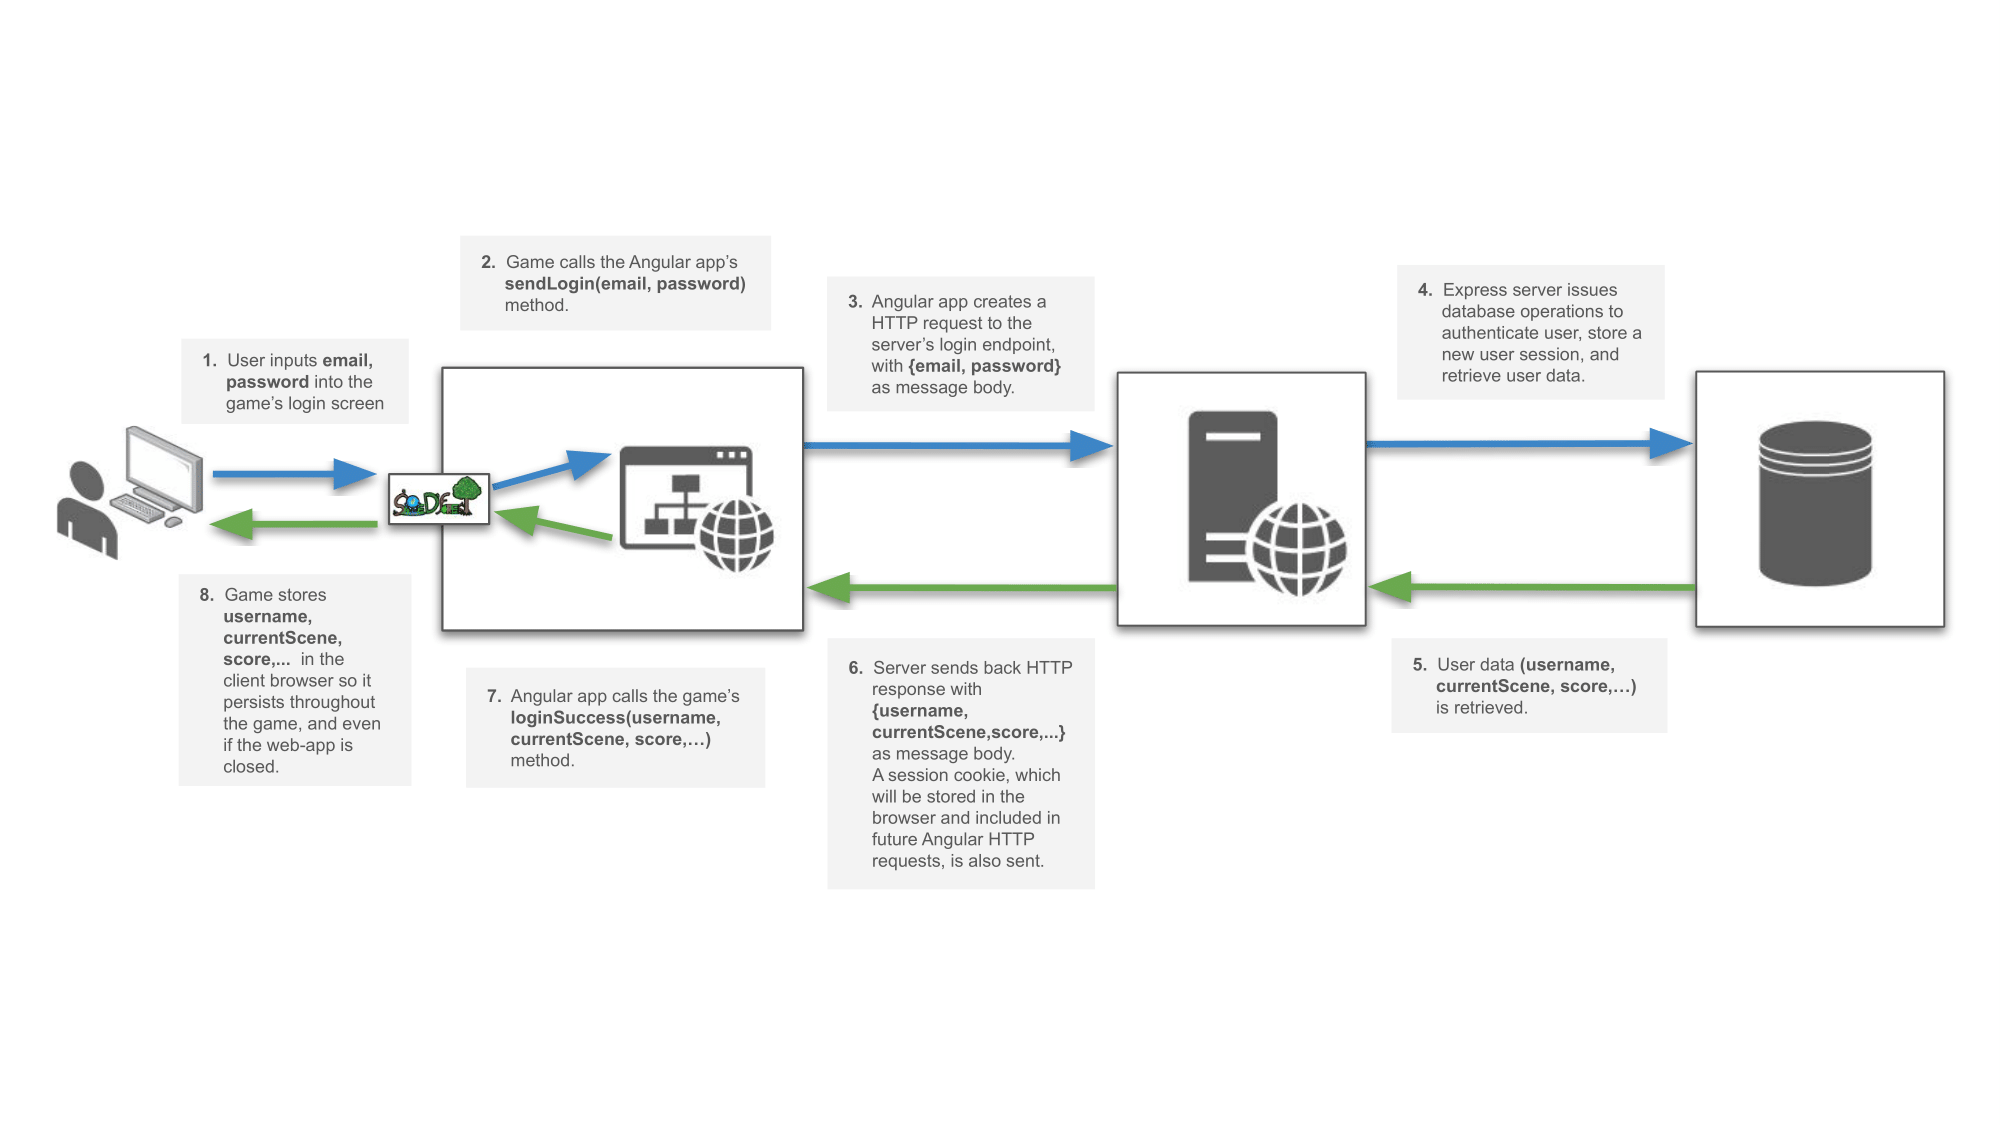 1. User inputs email,
password into the
game's login screen
2. Game calls the Angular app's
sendLogin(email, password)
method.
3. Angular app creates a
HTTP request to the
server's login endpoint,
with {email, password}
as message body.
4. Express server issues
database operations to
authenticate user, store a
new user session, and
retrieve user data.
5. User data (username,
currentScene, score,…)
is retrieved.
6. Server sends back HTTP
response with
{username,
currentScene,score,...}
as message body.
A session cookie, which
will be stored in the
browser and included in
future Angular HTTP
requests, is also sent.
7. Angular app calls the game's
loginSuccess(username,
currentScene, score,…)
method.
8. Game stores
username,
currentScene,
score,... in the
client browser so it
persists throughout
the game, and even
if the web-app is
closed.